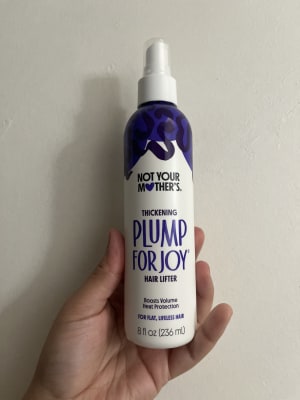 NOT YOUR
MOTHER'S.
THICKENING
PLUMP
FOR JOY®
HAIR LIFTER
Boosts Volume
Heat Protection
FOR FLAT, LIFELESS HAIR
8 fl oz (236 mL)